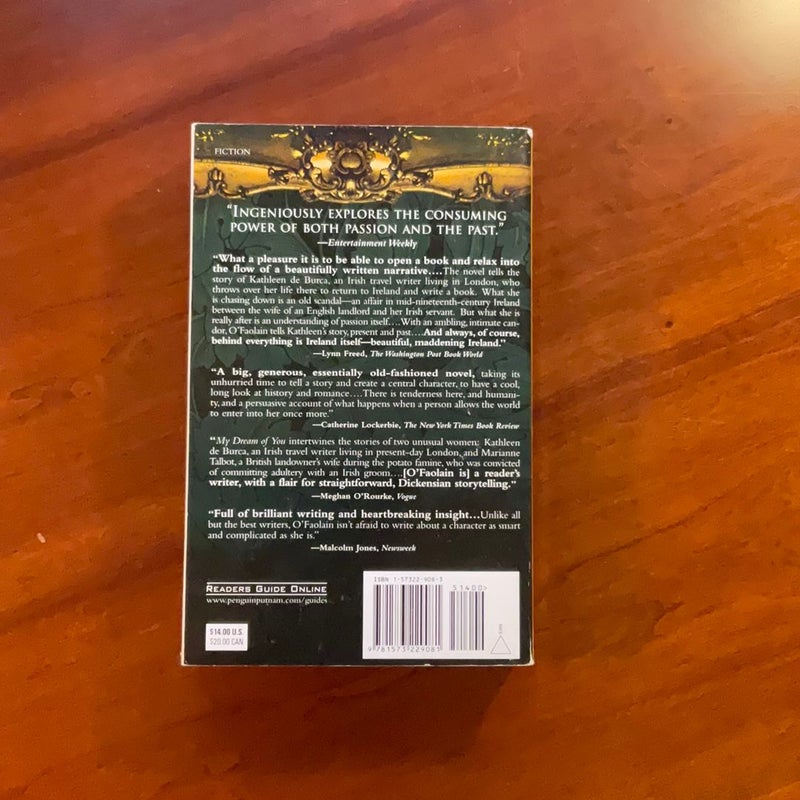 FICTION
“INGENIOUSLY EXPLORES THE CONSUMING
POWER OF BOTH PASSION AND THE PAST.”
—Entertainment Weekly
“What a pleasure it is to be able to open a book and relax into
the flow of a beautifully written narrative....The novel tells the
story of Kathleen de Burca, an Irish travel writer living in London, who
throws over her life there to return to Ireland and write a book. What she
is chasing down is an old scandal—an affair in mid-nineteenth-century Ireland
between the wife of an English landlord and her Irish servant. But what she is
really after is an understanding of passion itself....With an ambling, intimate can-
dor, O’Faolain tells Kathleen’s story, present and past....And always, of course,
behind everything is Ireland itself—beautiful, maddening Ireland.”
—Lynn Freed, The Washington Post Book World
“A big, generous, essentially old-fashioned novel, taking its
unhurried time to tell a story and create a central character, to have a cool,
long look at history and romance....There is tenderness here, and humani-
ty, and a persuasive account of what happens when a person allows the world
to enter into her once more.”
—Catherine Lockerbie, The New York Times Book Review
“My Dream of You intertwines the stories of two unusual women: Kathleen
de Burca, an Irish travel writer living in present-day London, and Marianne
Talbot, a British landowner’s wife during the potato famine, who was convicted
of committing adultery with an Irish groom....[O’Faolain is] a reader’s
writer, with a flair for straightforward, Dickensian storytelling.”
—Meghan O’Rourke, Vogue
“Full of brilliant writing and heartbreaking insight...Unlike all
but the best writers, O’Faolain isn’t afraid to write about a character as smart
and complicated as she is.”
—Malcolm Jones, Newsweek
READERS GUIDE ONLINE
www.penguinputnam.com/guides
$14.00 U.S.
$20.00 CAN
ISBN 1-57322-908-3
51400>
9 781573 229081